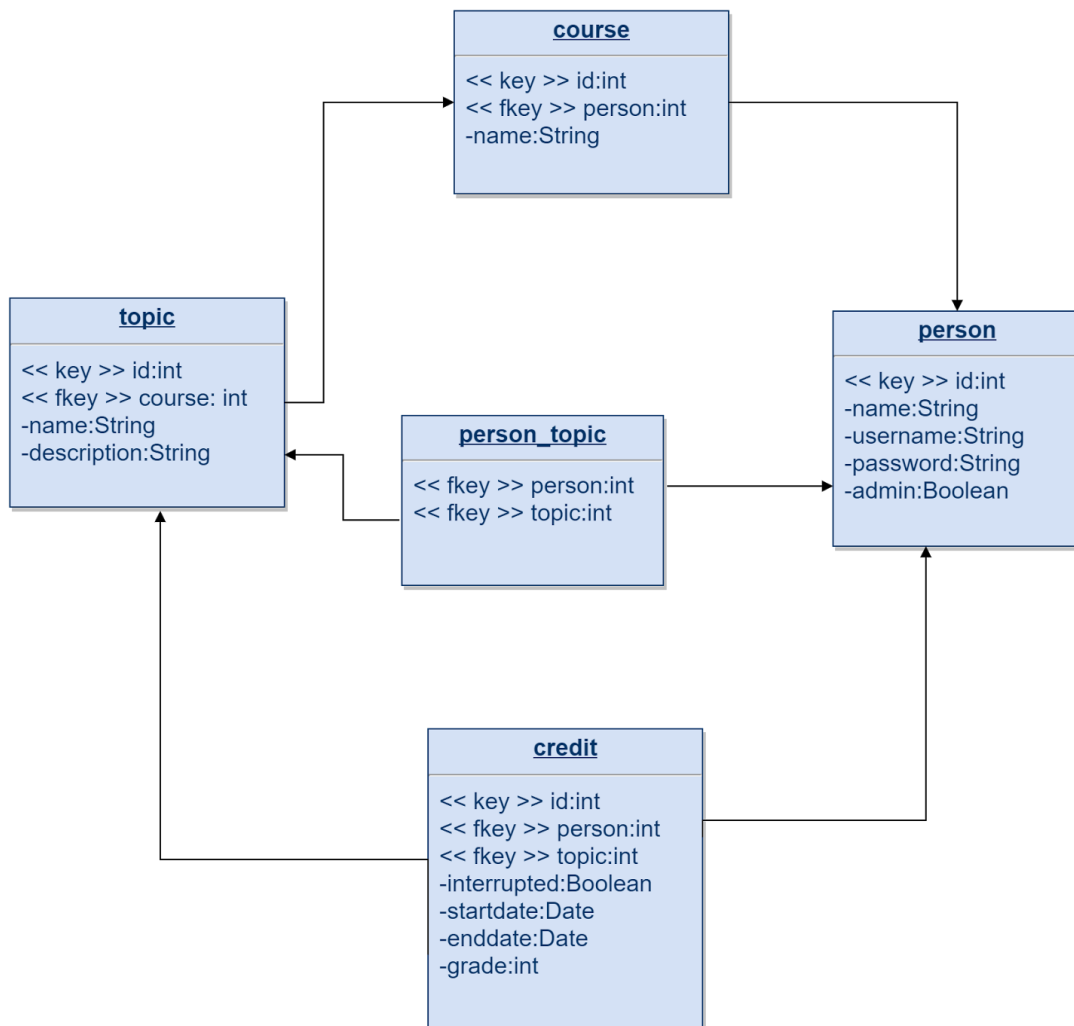 course
<< key >> id:int
<< fkey >> person:int
-name:String
topic
<< key >> id:int
<< fkey >> course: int
-name:String
-description:String
person
<< key >> id:int
-name:String
-username:String
-password:String
-admin:Boolean
person_topic
<< fkey >> person:int
<< fkey >> topic:int
credit
<< key >> id:int
<< fkey >> person:int
<< fkey >> topic:int
-interrupted:Boolean
-startdate:Date
-enddate:Date
-grade:int